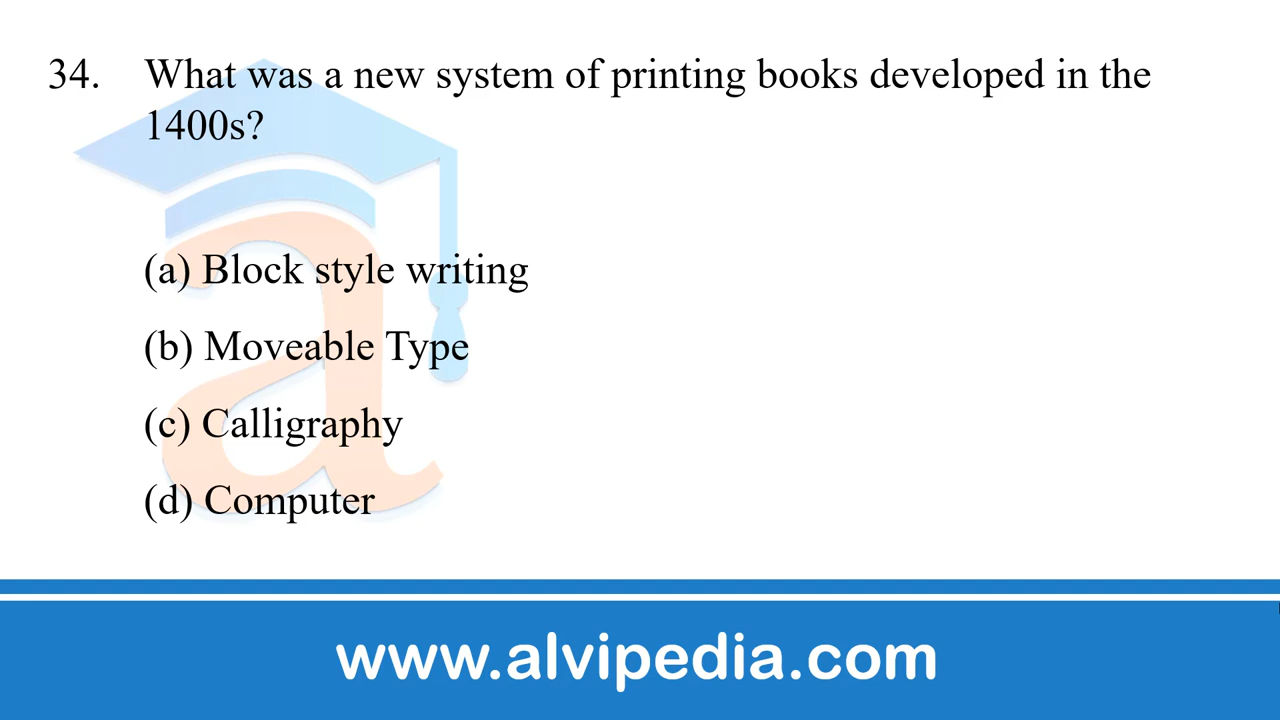 34. What was a new system of printing books developed in the
1400s?
(a) Block style writing
(b) Moveable Type
(c) Calligraphy
(d) Computer
www.alvipedia.com